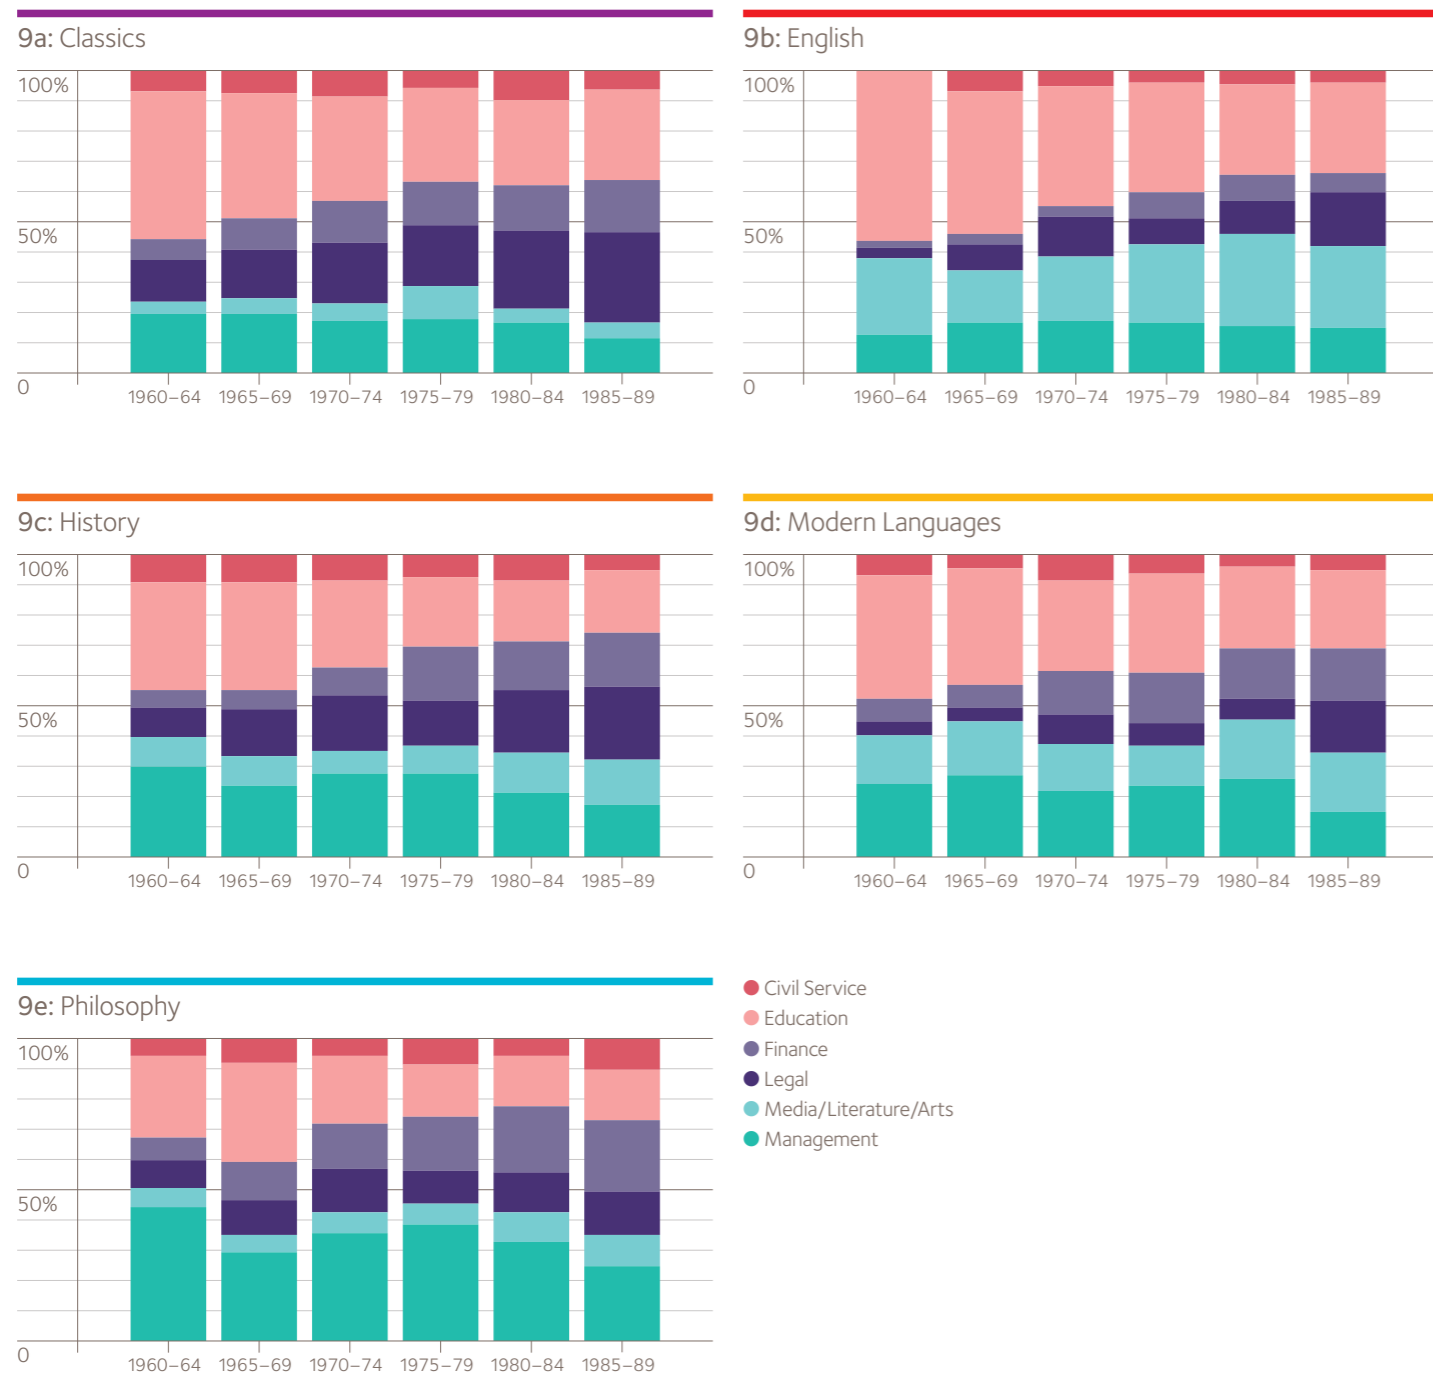 9a: Classics
100%
50%
0
1960–64 1965–69 1970–74 1975–79 1980–84 1985–89
9b: English
100%
50%
0
1960–64 1965–69 1970–74 1975–79 1980–84 1985–89
9c: History
100%
50%
0
1960–64 1965–69 1970–74 1975–79 1980–84 1985–89
9d: Modern Languages
100%
50%
0
1960–64 1965–69 1970–74 1975–79 1980–84 1985–89
9e: Philosophy
100%
50%
0
1960–64 1965–69 1970–74 1975–79 1980–84 1985–89
Civil Service
Education
Finance
Legal
Media/Literature/Arts
Management